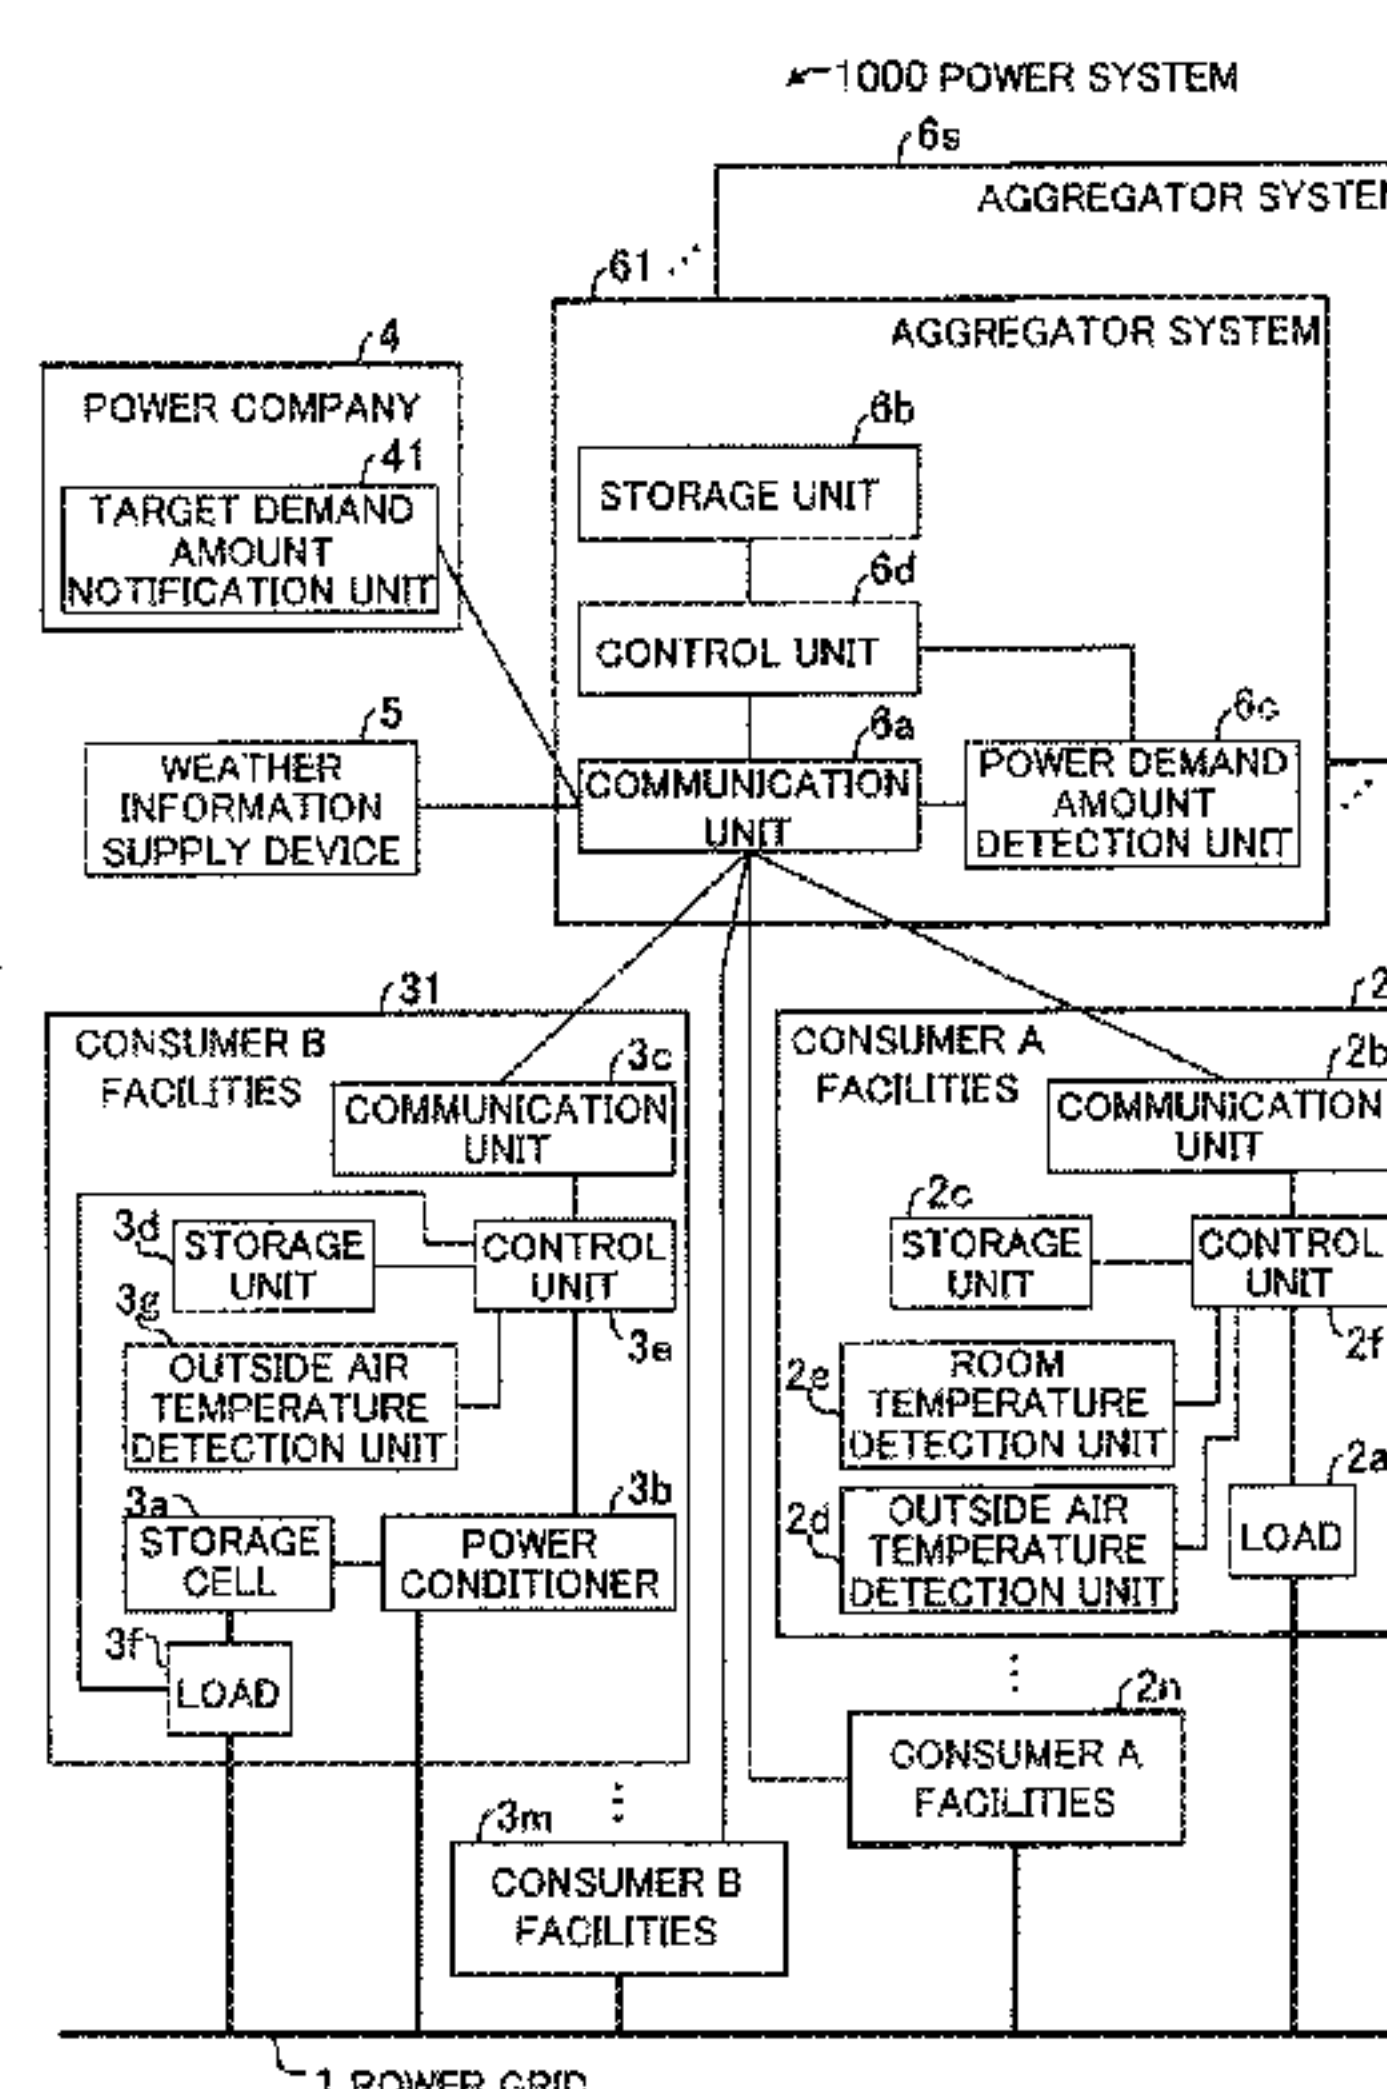 1000 POWER SYSTEM
6s
AGGREGATOR SYSTEM
61
AGGREGATOR SYSTEM
4
POWER COMPANY
41
TARGET DEMAND
AMOUNT
NOTIFICATION UNIT
6b
STORAGE UNIT
6d
CONTROL UNIT
5
WEATHER
INFORMATION
SUPPLY DEVICE
6a
COMMUNICATION
UNIT
6c
POWER DEMAND
AMOUNT
DETECTION UNIT
31
CONSUMER B
FACILITIES
3c
COMMUNICATION
UNIT
3d
STORAGE
UNIT
CONTROL
UNIT
3e
3g
OUTSIDE AIR
TEMPERATURE
DETECTION UNIT
3a
STORAGE
CELL
3b
POWER
CONDITIONER
3f
LOAD
2
CONSUMER A
FACILITIES
2b
COMMUNICATION
UNIT
2c
STORAGE
UNIT
CONTROL
UNIT
2f
2e
ROOM
TEMPERATURE
DETECTION UNIT
2d
OUTSIDE AIR
TEMPERATURE
DETECTION UNIT
2a
LOAD
2n
CONSUMER A
FACILITIES
3m
CONSUMER B
FACILITIES
1 POWER GRID